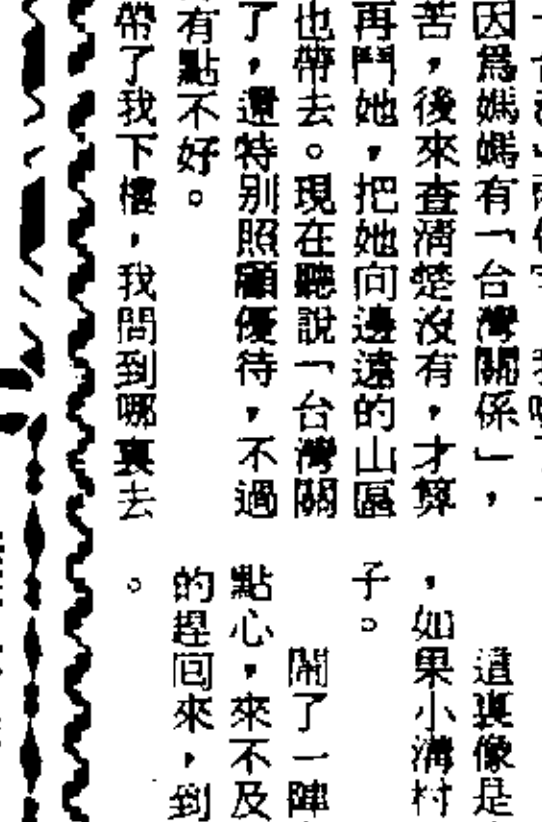 因爲媽媽有「台灣關係」，
苦，後來查清楚沒有，才算
再鬥她，把她向邊遠的山區
也帶去。現在聽說「台灣關
了，還特別照顧優待，不過
有點不好。
帶了我下樓，我問到哪裏去
這裏像是
，如果小溝村
子。
鬧了一陣
點心，來不及
的趕回來，到
。